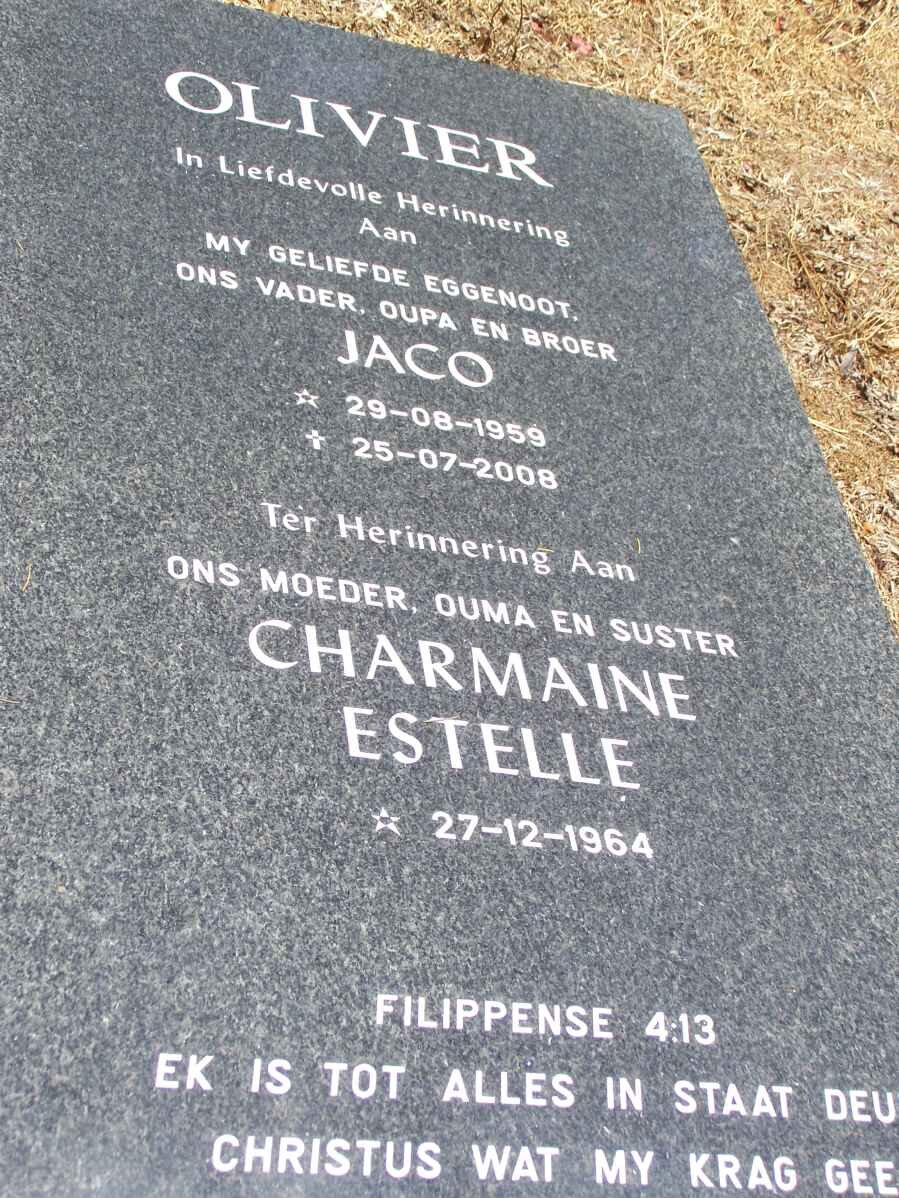 OLIVIER
In Liefdevolle Herinnering
Aan
MY GELIEFDE EGGENOOT,
ONS VADER, OUPA EN BROER
JACO
☆ 29-08-1959
✝ 25-07-2008
Ter Herinnering Aan
ONS MOEDER, OUMA EN SUSTER
CHARMAINE
ESTELLE
☆ 27-12-1964
FILIPPENSE 4:13
EK IS TOT ALLES IN STAAT DEU
CHRISTUS WAT MY KRAG GEE